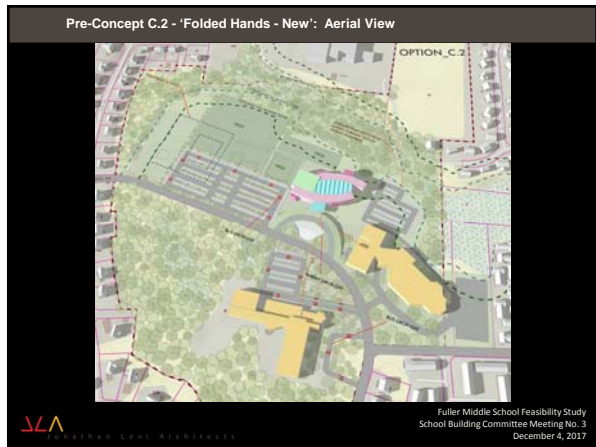 Pre-Concept C.2 - ‘Folded Hands - New’: Aerial View
OPTION_C.2
Jonathan Levi Architects
Fuller Middle School Feasibility Study
School Building Committee Meeting No. 3
December 4, 2017